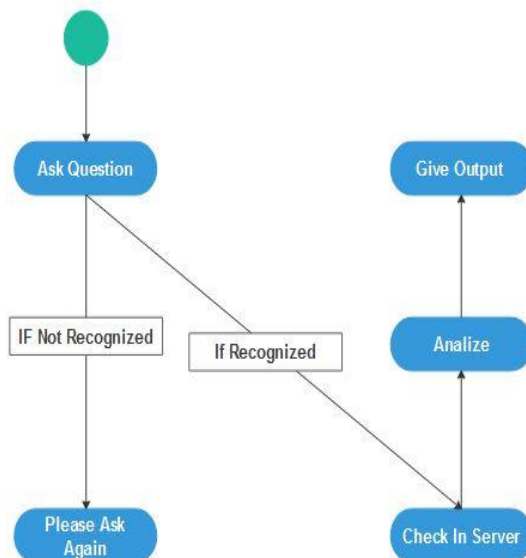 Ask Question
Give Output
IF Not Recognized
If Recognized
Analize
Please Ask
Again
Check In Server